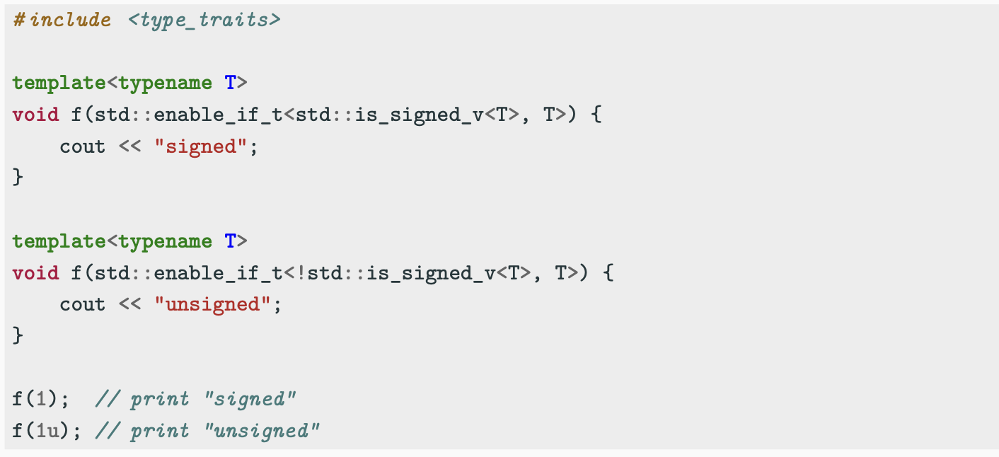 #include <type_traits>
template<typename T>
void f(std::enable_if_t<std::is_signed_v<T>, T>) {
    cout << "signed";
}
template<typename T>
void f(std::enable_if_t<!std::is_signed_v<T>, T>) {
    cout << "unsigned";
}
f(1);  // print "signed"
f(1u); // print "unsigned"